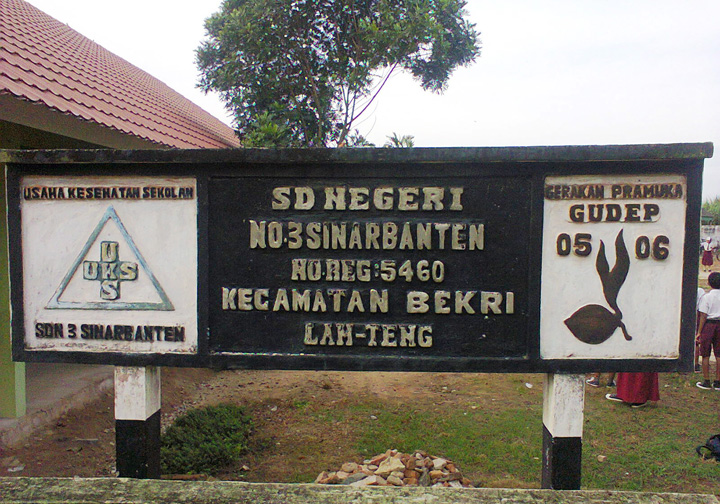 USAHA KESEHATAN SEKOLAH
UKS
UKS
SDN 3 SINARBANTEN
SD NEGERI
NO.3 SINARBANTEN
NO.REG:5460
KECAMATAN BEKRI
LAM-TENG
GERAKAN PRAMUKA
GUDEP
05 06